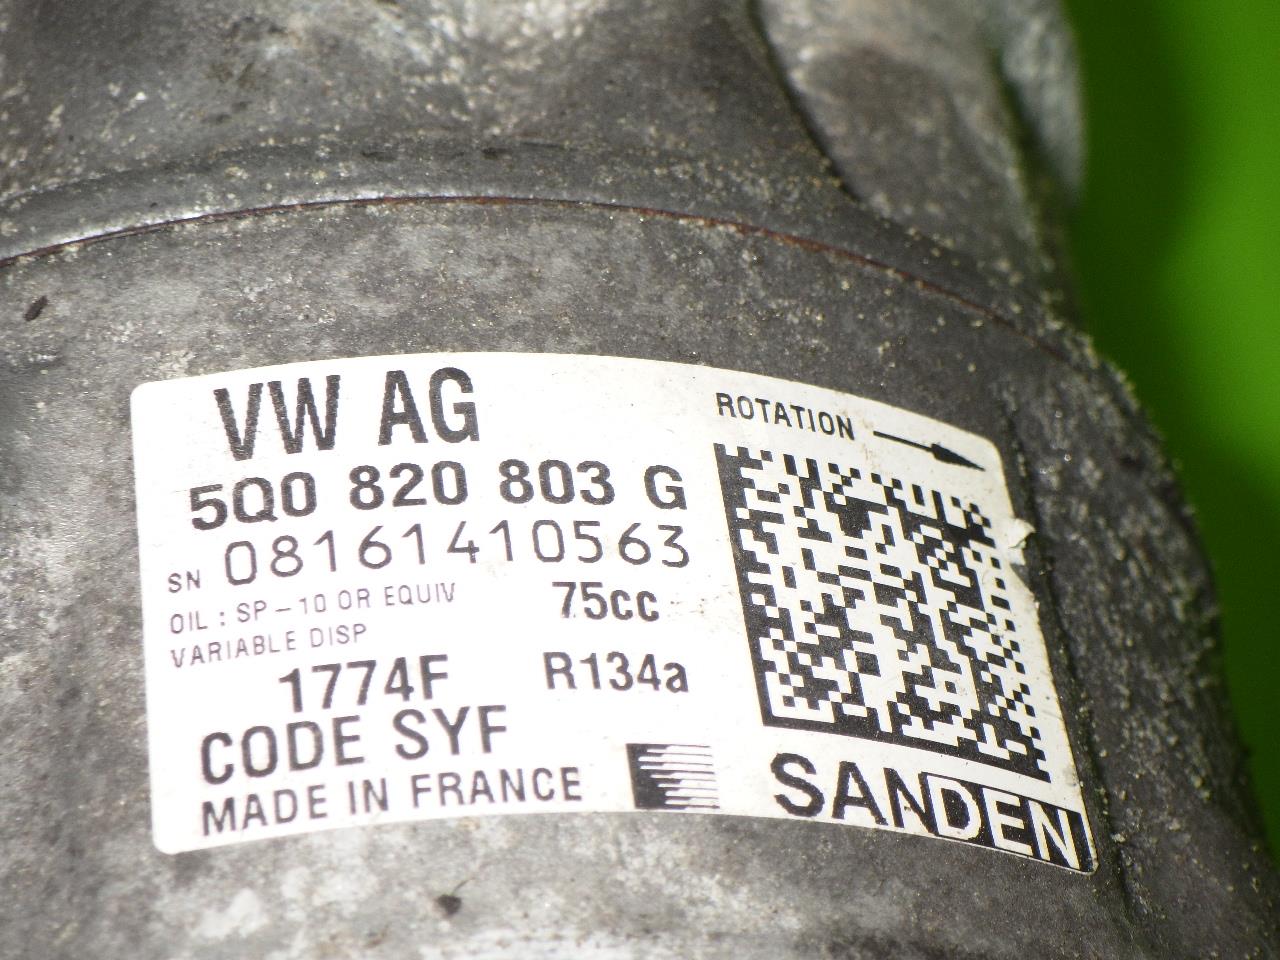 VW AG
ROTATION
5Q0 820 803 G
SN 08161410563
OIL : SP-10 OR EQUIV 75cc
VARIABLE DISP
1774F R134a
CODE SYF
MADE IN FRANCE
SANDEN